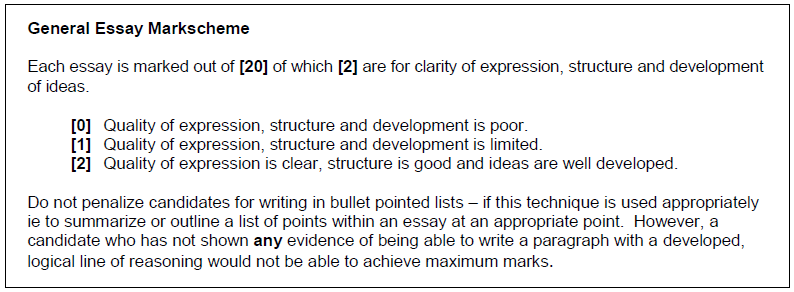 General Essay Markscheme
Each essay is marked out of [20] of which [2] are for clarity of expression, structure and development
of ideas.
[0] Quality of expression, structure and development is poor.
[1] Quality of expression, structure and development is limited.
[2] Quality of expression is clear, structure is good and ideas are well developed.
Do not penalize candidates for writing in bullet pointed lists – if this technique is used appropriately
ie to summarize or outline a list of points within an essay at an appropriate point. However, a
candidate who has not shown any evidence of being able to write a paragraph with a developed,
logical line of reasoning would not be able to achieve maximum marks.